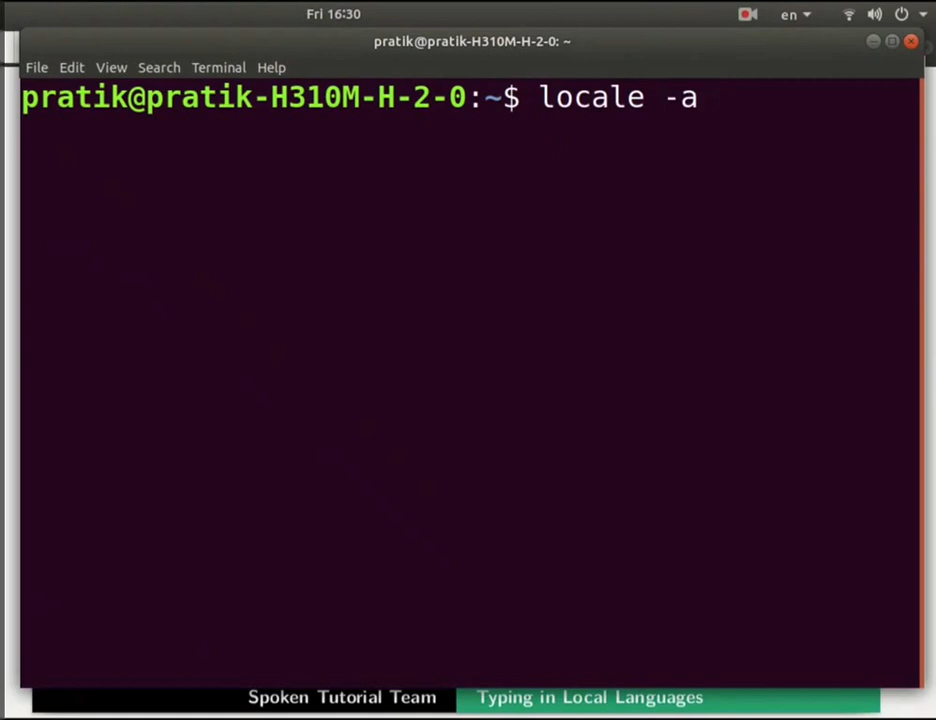 Fri 16:30
en
pratik@pratik-H310M-H-2-0: ~
File Edit View Search Terminal Help
pratik@pratik-H310M-H-2-0:~$ locale -a
Spoken Tutorial Team Typing in Local Languages